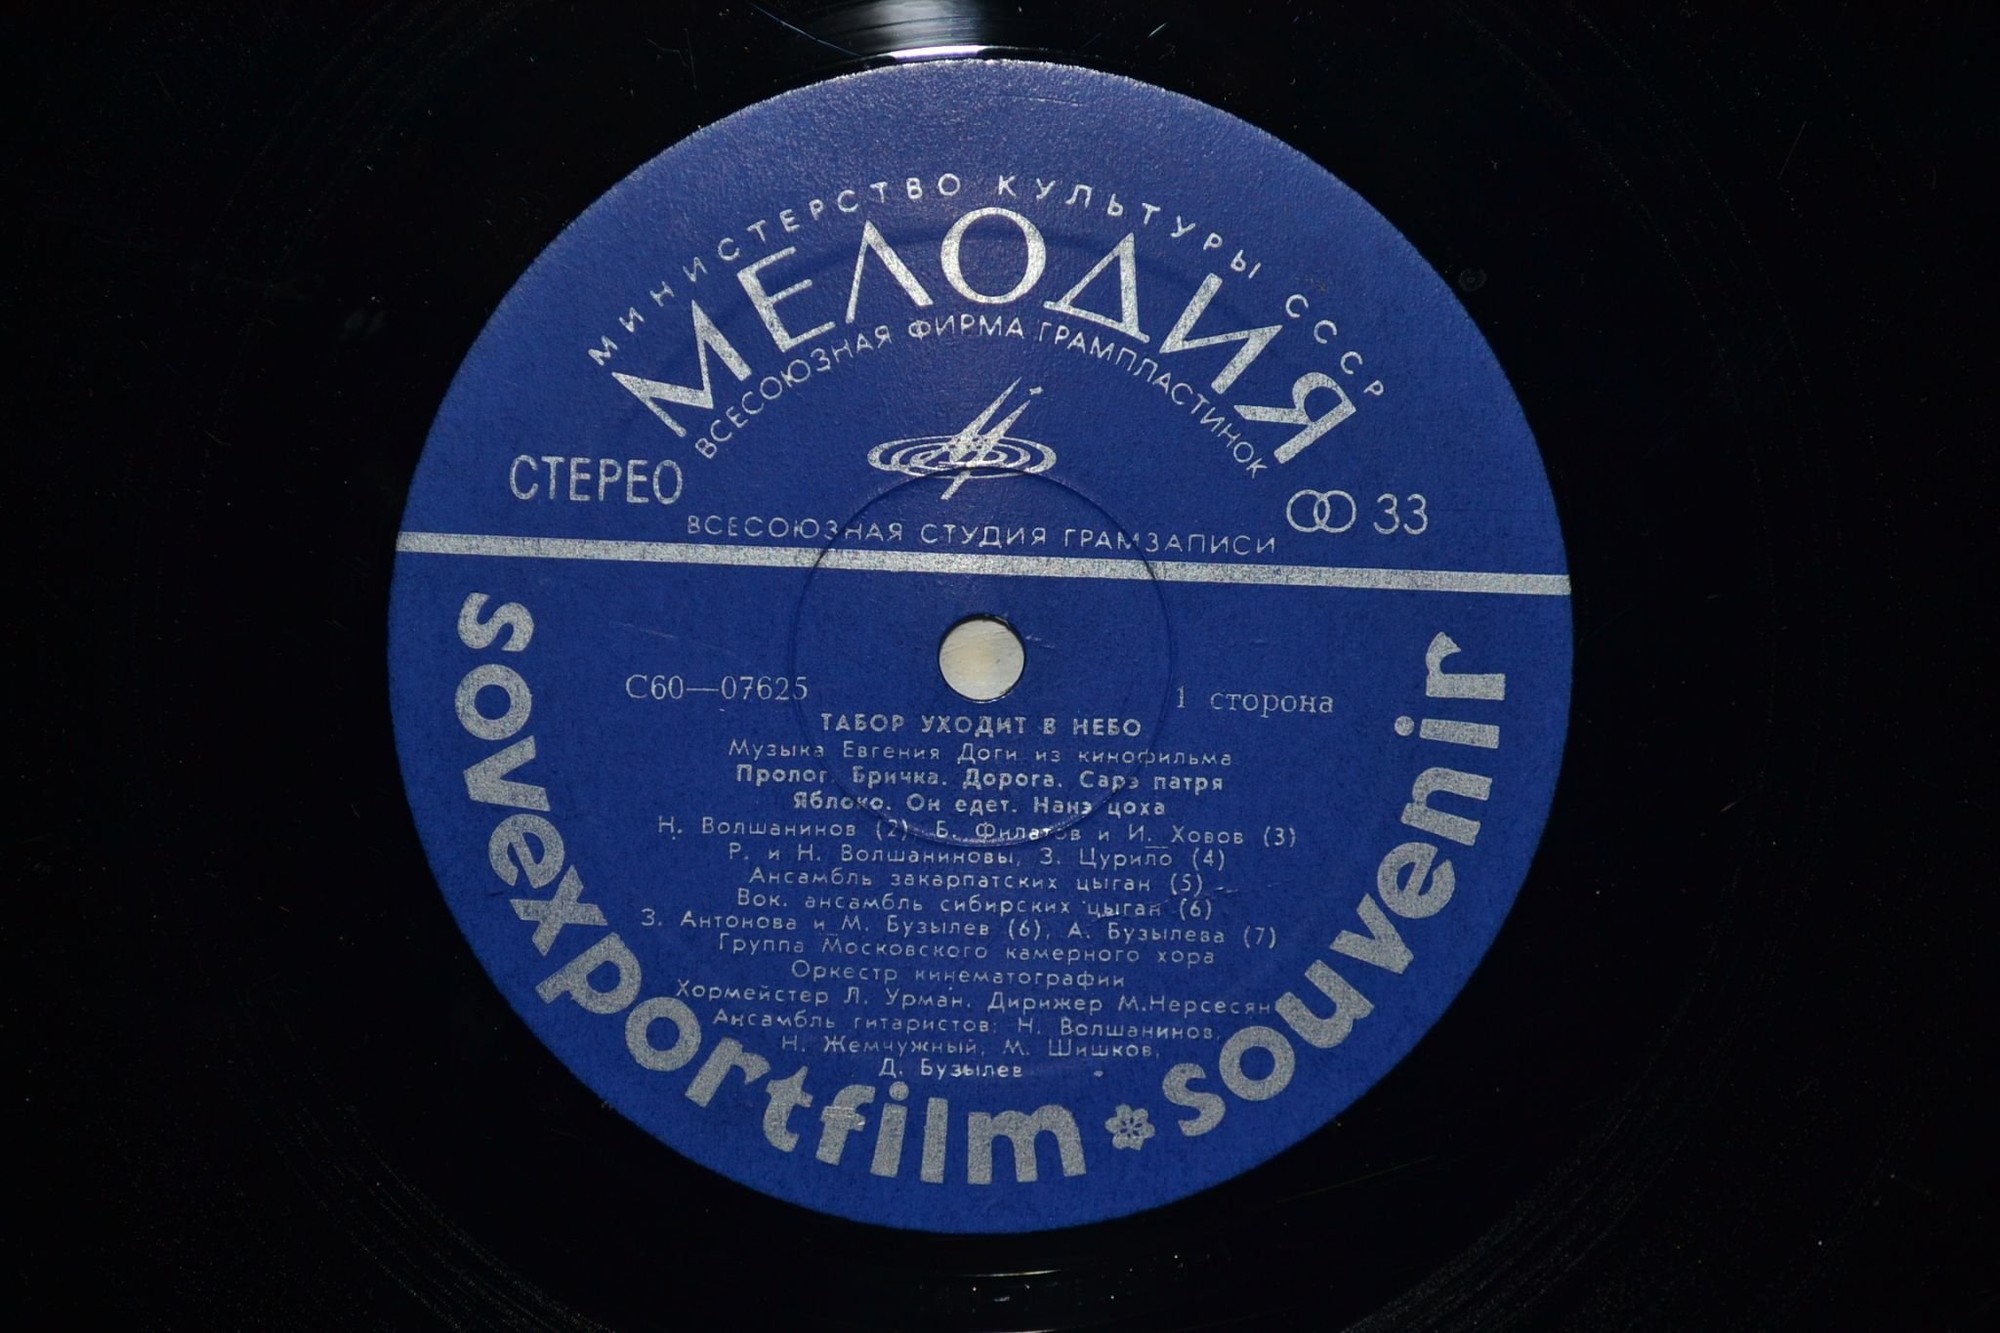 МИНИСТЕРСТВО КУЛЬТУРЫ СССР
МЕЛОДИЯ
ВСЕСОЮЗНАЯ ФИРМА ГРАМПЛАСТИНОК
СТЕРЕО
33
ВСЕСОЮЗНАЯ СТУДИЯ ГРАМЗАПИСИ
С60—07625
1 сторона
ТАБОР УХОДИТ В НЕБО
Музыка Евгения Доги из кинофильма
Пролог. Бричка. Дорога. Сарэ патря
Яблоко. Он едет. Нанэ цоха
Н. Волшанинов (2), Б. Филатов и И. Ховов (3)
Р. и Н. Волшаниновы, З. Цурило (4)
Ансамбль закарпатских цыган (5)
Вок. ансамбль сибирских цыган (6)
З. Антонова и М. Бузылев (6), А. Бузылева (7)
Группа Московского камерного хора
Оркестр кинематографии
Хормейстер Л. Урман. Дирижер М.Нерсесян
Ансамбль гитаристов: Н. Волшанинов,
Н. Жемчужный, М. Шишков,
Д. Бузылев
sovexportfilm * souvenir